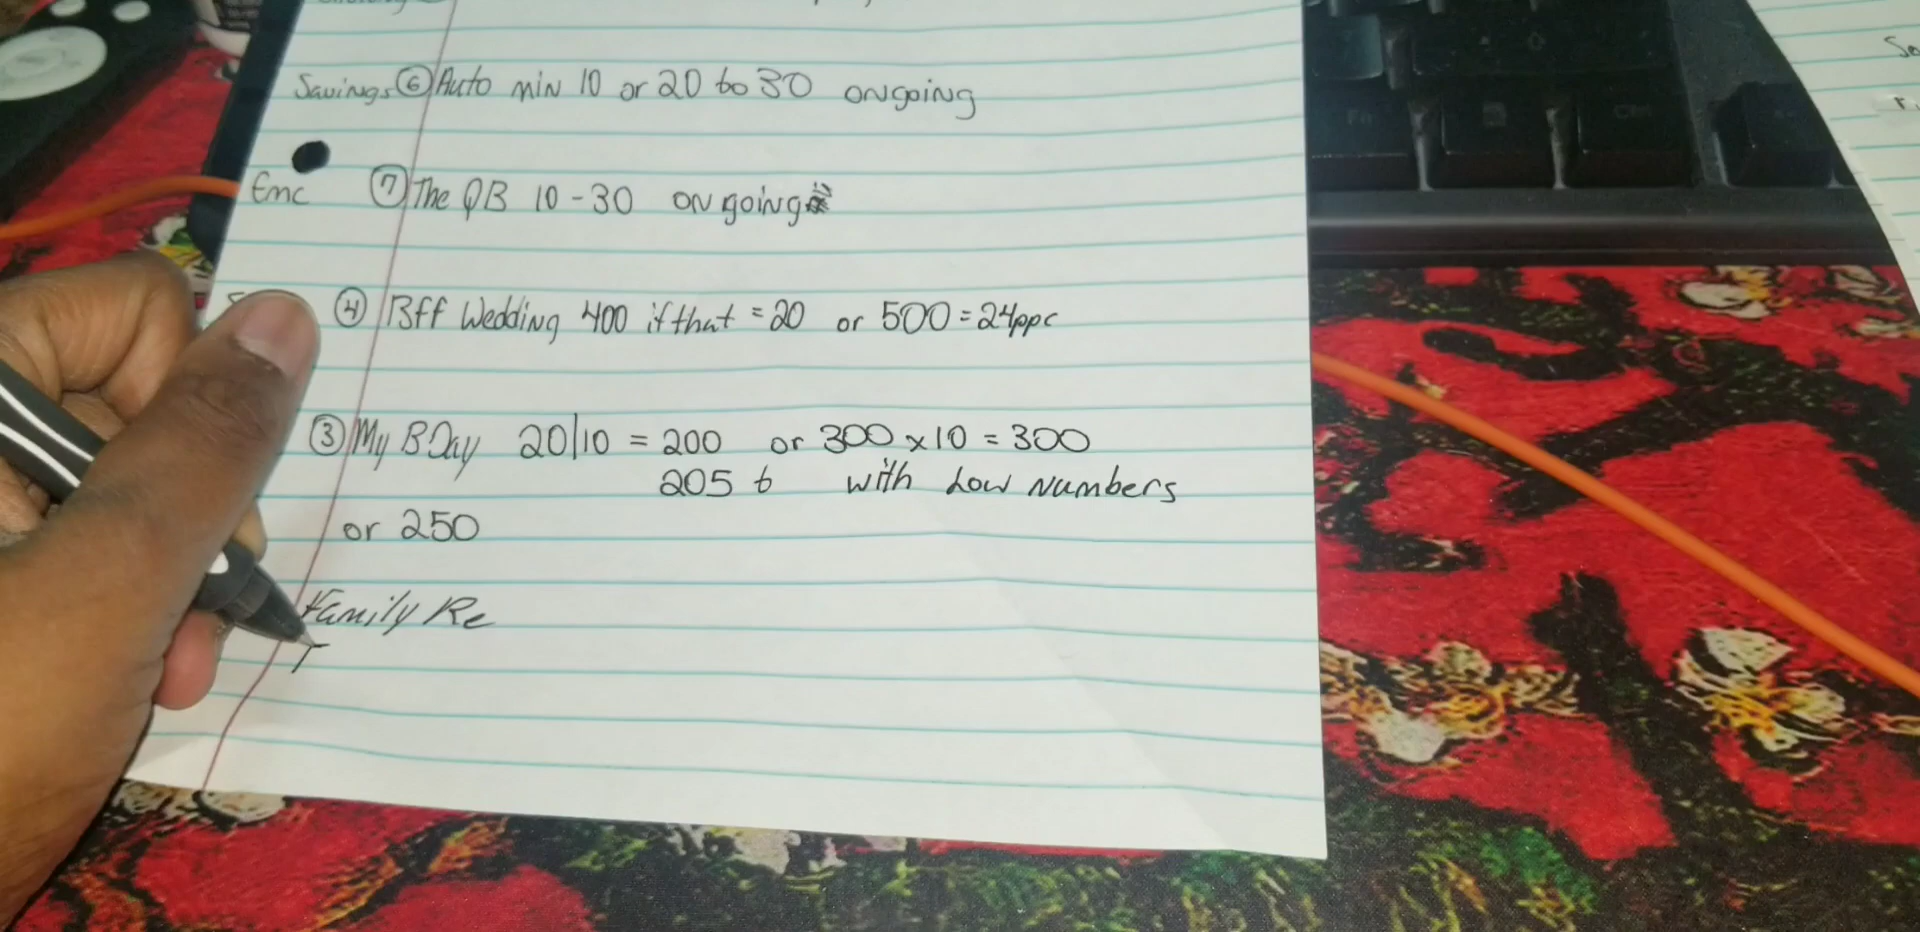 Savings ⑥ Auto min 10 or 20 to 30 ongoing
Emc ⑦ The QB 10-30 ongoing
④ Bff Wedding 400 if that = 20 or 500 = 24ppc
③ My BDay 20/10 = 200 or 300 x 10 = 300
205 6 with Low Numbers
or 250
Family Re